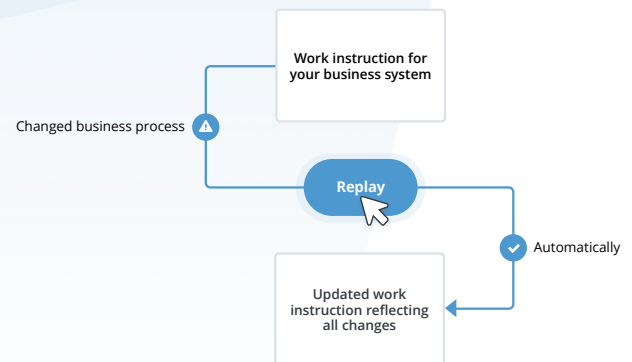 Work instruction for
your business system
Changed business process
Replay
Automatically
Updated work
instruction reflecting
all changes